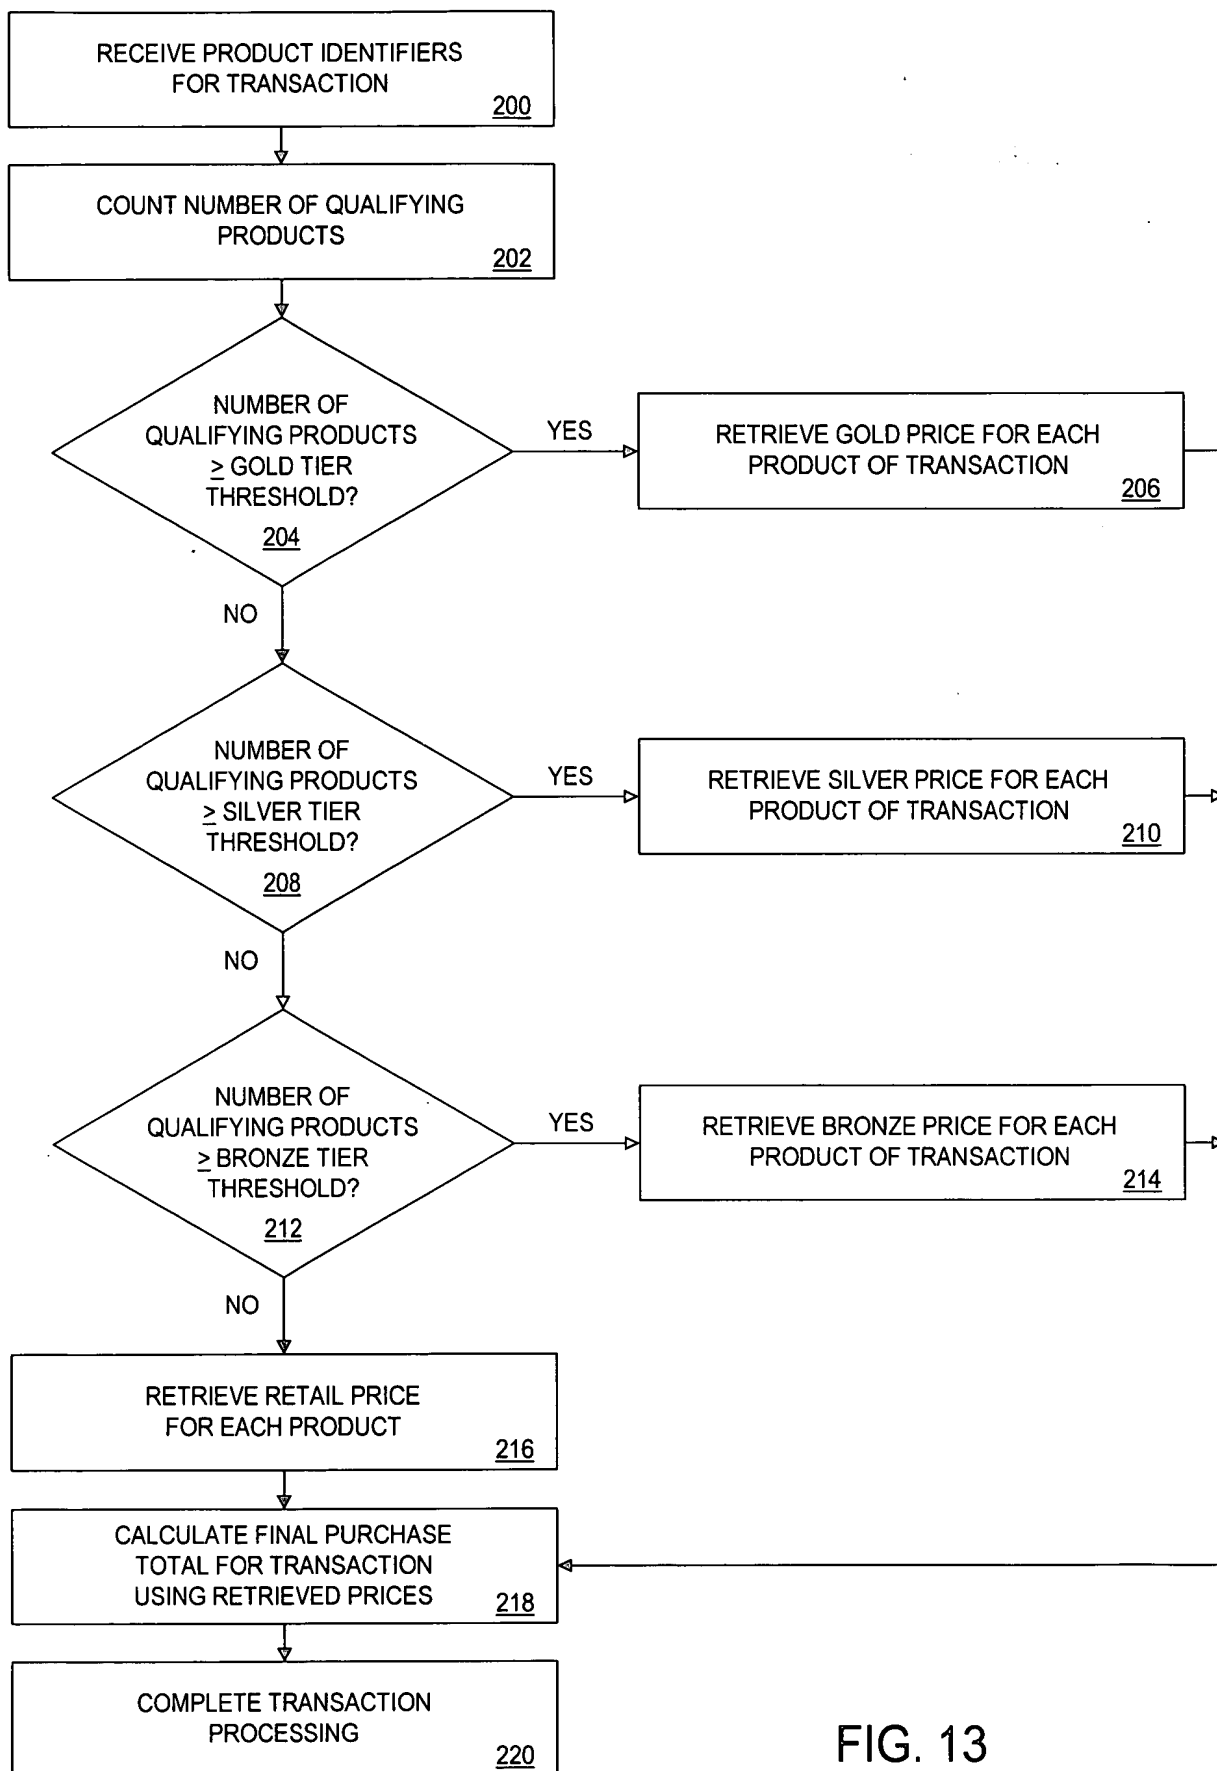 RECEIVE PRODUCT IDENTIFIERS
FOR TRANSACTION
200
COUNT NUMBER OF QUALIFYING
PRODUCTS
202
NUMBER OF
QUALIFYING PRODUCTS
≥ GOLD TIER
THRESHOLD?
204
YES
RETRIEVE GOLD PRICE FOR EACH
PRODUCT OF TRANSACTION
206
NO
NUMBER OF
QUALIFYING PRODUCTS
≥ SILVER TIER
THRESHOLD?
208
YES
RETRIEVE SILVER PRICE FOR EACH
PRODUCT OF TRANSACTION
210
NO
NUMBER OF
QUALIFYING PRODUCTS
≥ BRONZE TIER
THRESHOLD?
212
YES
RETRIEVE BRONZE PRICE FOR EACH
PRODUCT OF TRANSACTION
214
NO
RETRIEVE RETAIL PRICE
FOR EACH PRODUCT
216
CALCULATE FINAL PURCHASE
TOTAL FOR TRANSACTION
USING RETRIEVED PRICES
218
COMPLETE TRANSACTION
PROCESSING
220
FIG. 13